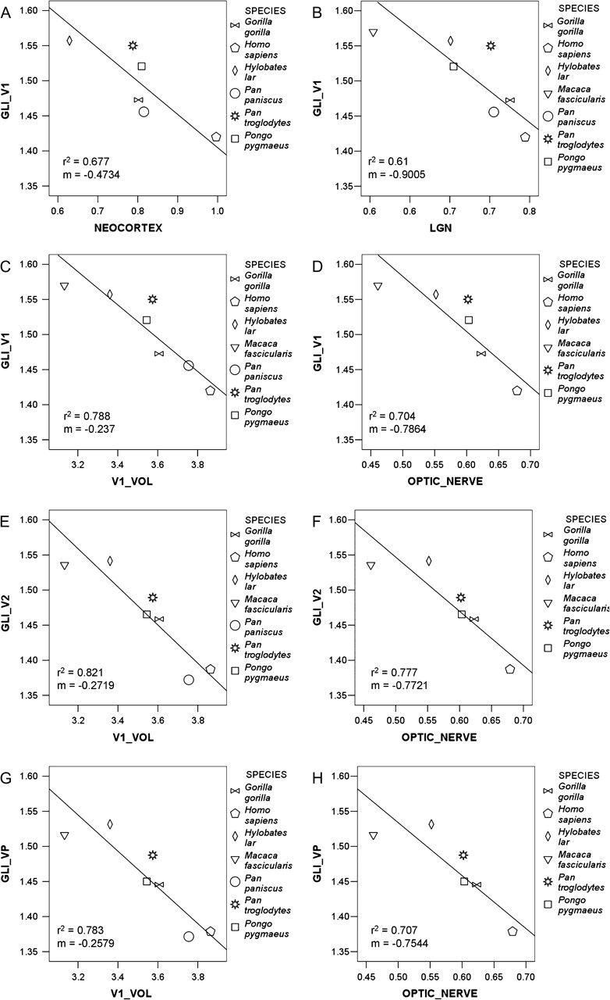 A
GLI_V1
1.60
1.55
1.50
1.45
1.40
1.35
r2 = 0.677
m = -0.4734
0.6
0.7
0.8
0.9
1.0
NEOCORTEX
SPECIES
Gorilla
gorilla
Homo
sapiens
Hylobates
lar
Pan
paniscus
Pan
troglodytes
Pongo
pygmaeus
B
GLI_V1
1.60
1.55
1.50
1.45
1.40
1.35
r2 = 0.61
m = -0.9005
0.6
0.6
0.7
0.7
0.8
LGN
SPECIES
Gorilla
gorilla
Homo
sapiens
Hylobates
lar
Macaca
fascicularis
Pan
paniscus
Pan
troglodytes
Pongo
pygmaeus
C
GLI_V1
1.60
1.55
1.50
1.45
1.40
1.35
r2 = 0.788
m = -0.237
3.2
3.4
3.6
3.8
V1_VOL
SPECIES
Gorilla
gorilla
Homo
sapiens
Hylobates
lar
Macaca
fascicularis
Pan
paniscus
Pan
troglodytes
Pongo
pygmaeus
D
GLI_V1
1.60
1.55
1.50
1.45
1.40
1.35
r2 = 0.704
m = -0.7864
0.45
0.50
0.55
0.60
0.65
0.70
OPTIC_NERVE
SPECIES
Gorilla
gorilla
Homo
sapiens
Hylobates
lar
Macaca
fascicularis
Pan
troglodytes
Pongo
pygmaeus
E
GLI_V2
1.60
1.55
1.50
1.45
1.40
1.35
r2 = 0.821
m = -0.2719
3.2
3.4
3.6
3.8
V1_VOL
SPECIES
Gorilla
gorilla
Homo
sapiens
Hylobates
lar
Macaca
fascicularis
Pan
paniscus
Pan
troglodytes
Pongo
pygmaeus
F
GLI_V2
1.60
1.55
1.50
1.45
1.40
1.35
r2 = 0.777
m = -0.7721
0.45
0.50
0.55
0.60
0.65
0.70
OPTIC_NERVE
SPECIES
Gorilla
gorilla
Homo
sapiens
Hylobates
lar
Macaca
fascicularis
Pan
troglodytes
Pongo
pygmaeus
G
GLI_VP
1.60
1.55
1.50
1.45
1.40
1.35
r2 = 0.783
m = -0.2579
3.2
3.4
3.6
3.8
V1_VOL
SPECIES
Gorilla
gorilla
Homo
sapiens
Hylobates
lar
Macaca
fascicularis
Pan
paniscus
Pan
troglodytes
Pongo
pygmaeus
H
GLI_VP
1.60
1.55
1.50
1.45
1.40
1.35
r2 = 0.707
m = -0.7544
0.45
0.50
0.55
0.60
0.65
0.70
OPTIC_NERVE
SPECIES
Gorilla
gorilla
Homo
sapiens
Hylobates
lar
Macaca
fascicularis
Pan
troglodytes
Pongo
pygmaeus